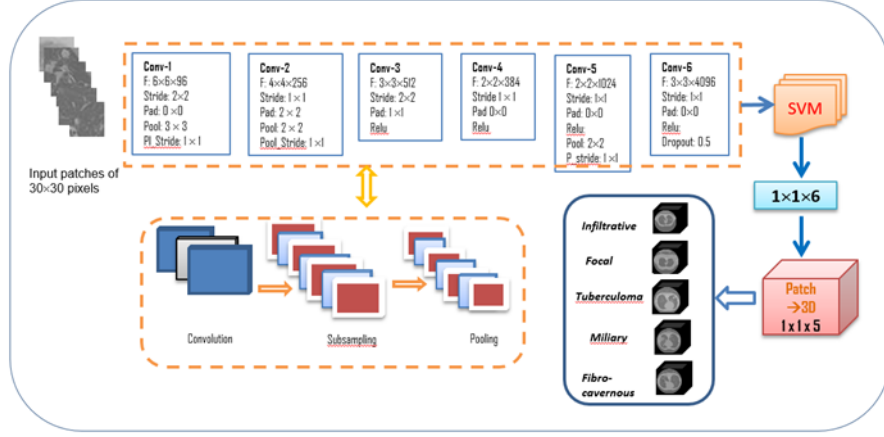 Input patches of
30×30 pixels
Conv-1
F: 6×6×96
Stride: 2×2
Pad: 0 ×0
Pool: 3 × 3
Pl_Stride: 1 × 1
Conv-2
F: 4×4×256
Stride: 1 × 1
Pad: 2 × 2
Pool: 2 × 2
Pool_Stride: 1 ×1
Conv-3
F: 3×3×512
Stride: 2×2
Pad: 1 ×1
Relu
Conv-4
F: 2×2×384
Stride 1 ×1
Pad 0×0
Relu
Conv-5
F: 2×2×1024
Stride: 1×1
Pad: 0×0
Relu:
Pool: 2×2
P_stride: 1 ×1
Conv-6
F: 3×3×4096
Stride: 1×1
Pad: 0×0
Relu:
Dropout: 0.5
SVM
1×1×6
Patch
→3D
1 x 1 x 5
Infiltrative
Focal
Tuberculoma
Miliary
Fibro-
cavernous
Convolution
Subsampling
Pooling